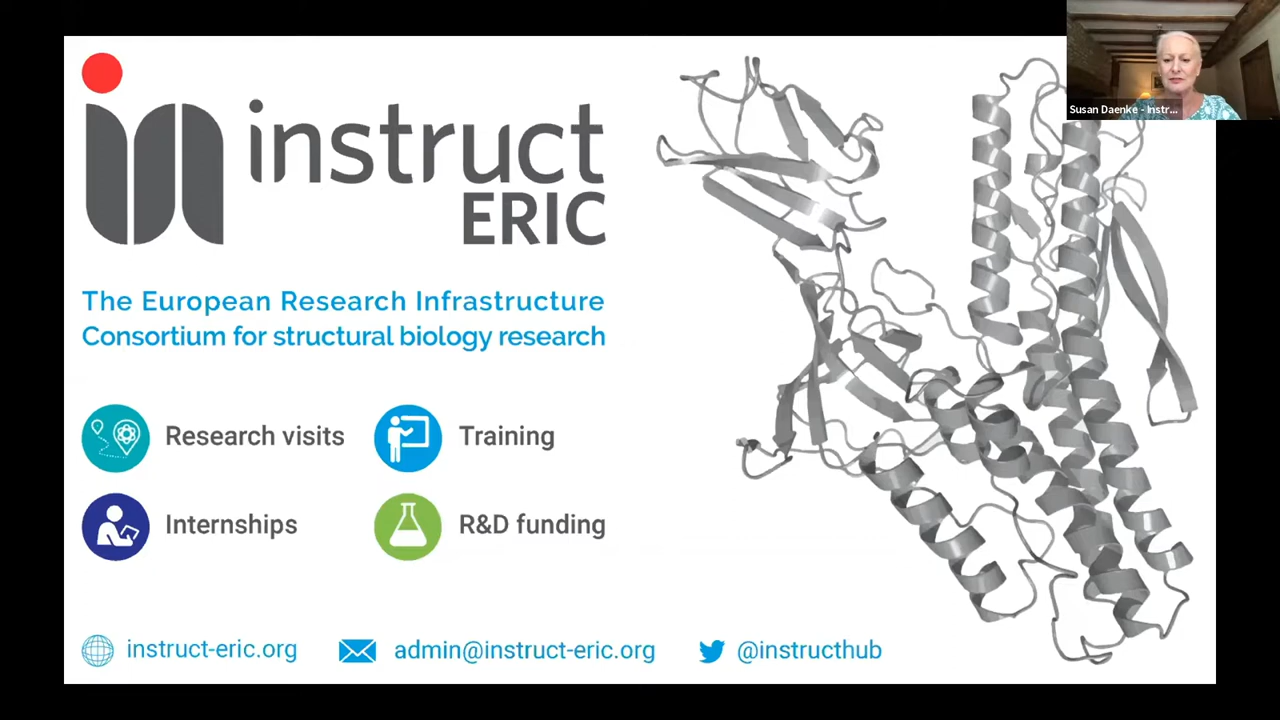 instruct
ERIC
The European Research Infrastructure
Consortium for structural biology research
Research visits
Training
Internships
R&D funding
instruct-eric.org
admin@instruct-eric.org
@instructhub
Susan Daenke - Instr...